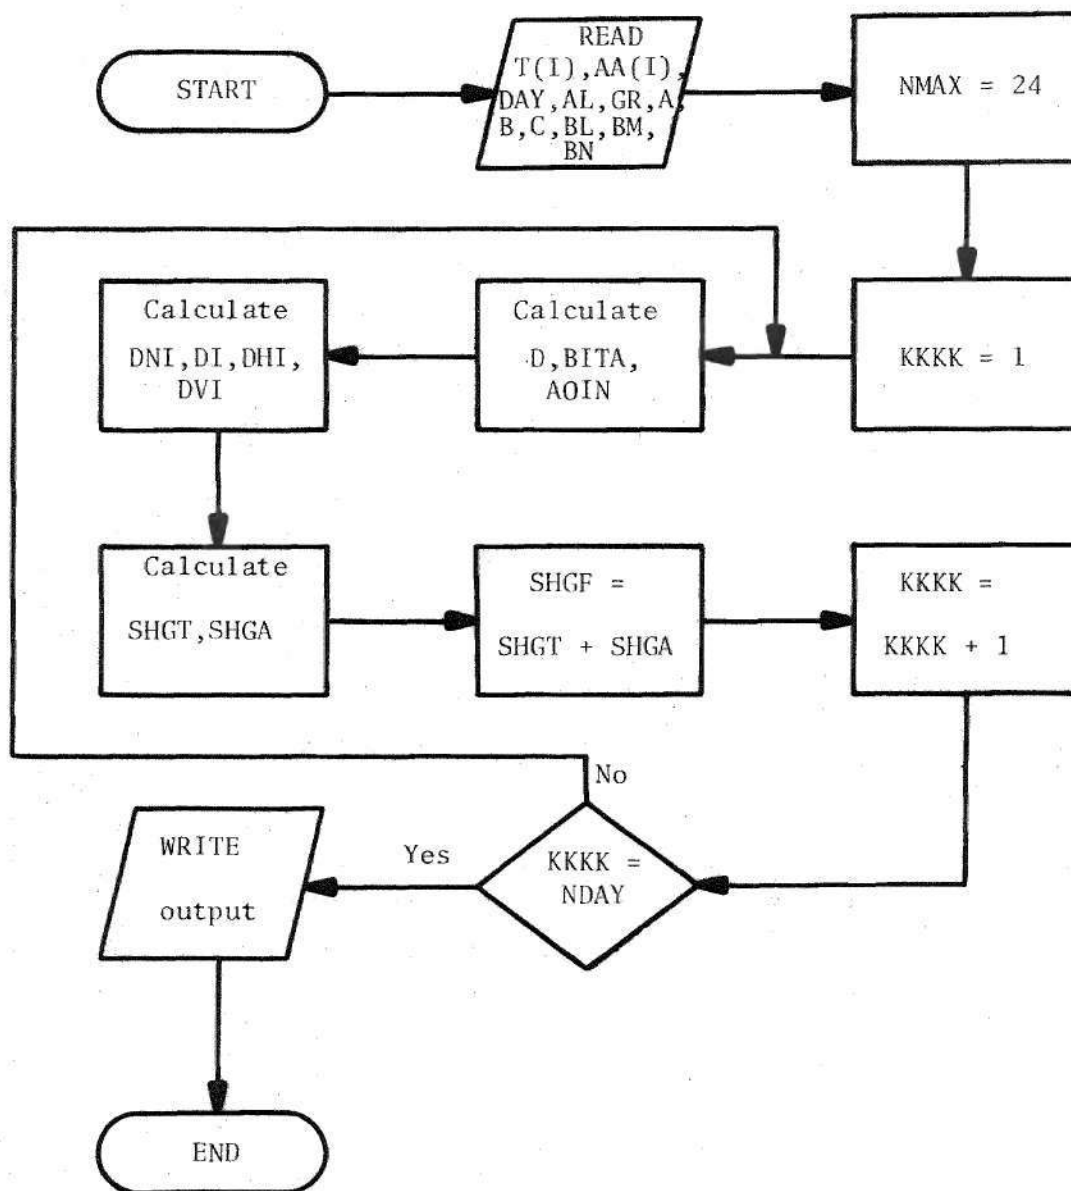 START
READ
T(I),AA(I),
DAY,AL,GR,A,
B,C,BL,BM,
BN
NMAX = 24
KKKK = 1
Calculate
D,BITA,
AOIN
Calculate
DNI,DI,DHI,
DVI
Calculate
SHGT,SHGA
SHGF =
SHGT + SHGA
KKKK =
KKKK + 1
KKKK =
NDAY
No
Yes
WRITE
output
END